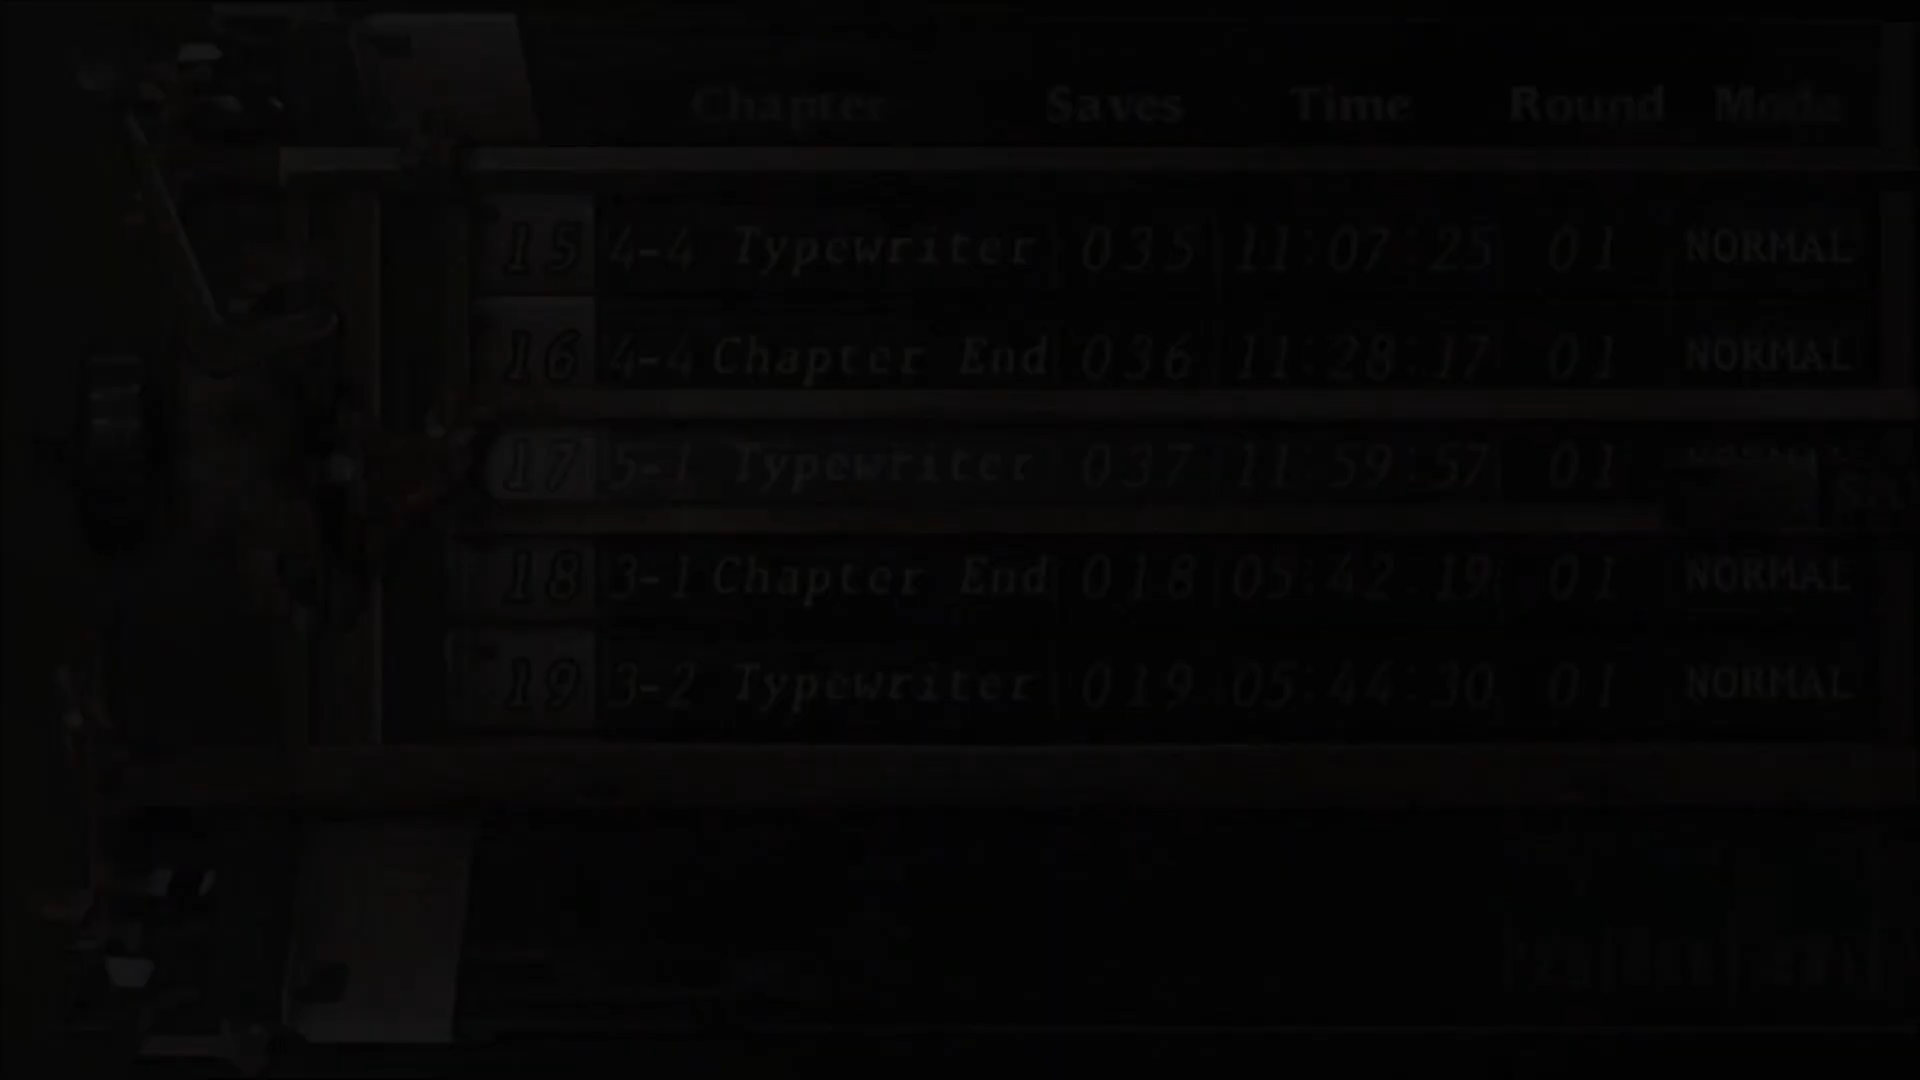 Chapter Saves Time Round Mode
15 4-4 Typewriter 035 11:07:25 01 NORMAL
16 4-4 Chapter End 036 11:28:17 01 NORMAL
17 5-1 Typewriter 037 11:59:57 01
18 3-1 Chapter End 018 05:42:19 01 NORMAL
19 3-2 Typewriter 019 05:44:30 01 NORMAL